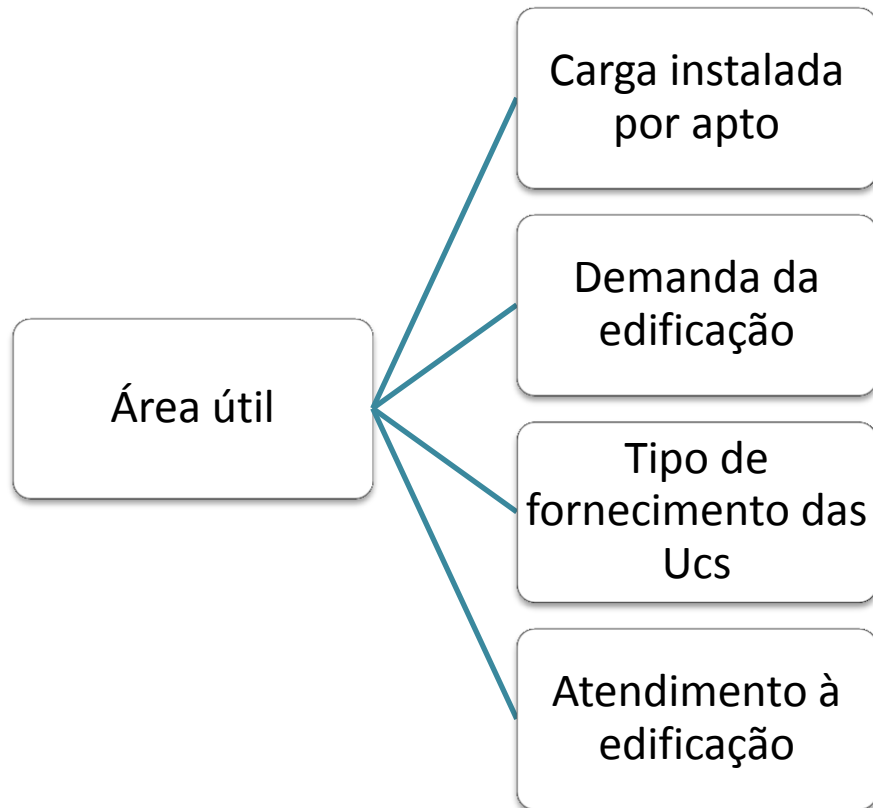 Carga instalada
por apto
Demanda da
edificação
Área útil
Tipo de
fornecimento das
Ucs
Atendimento à
edificação